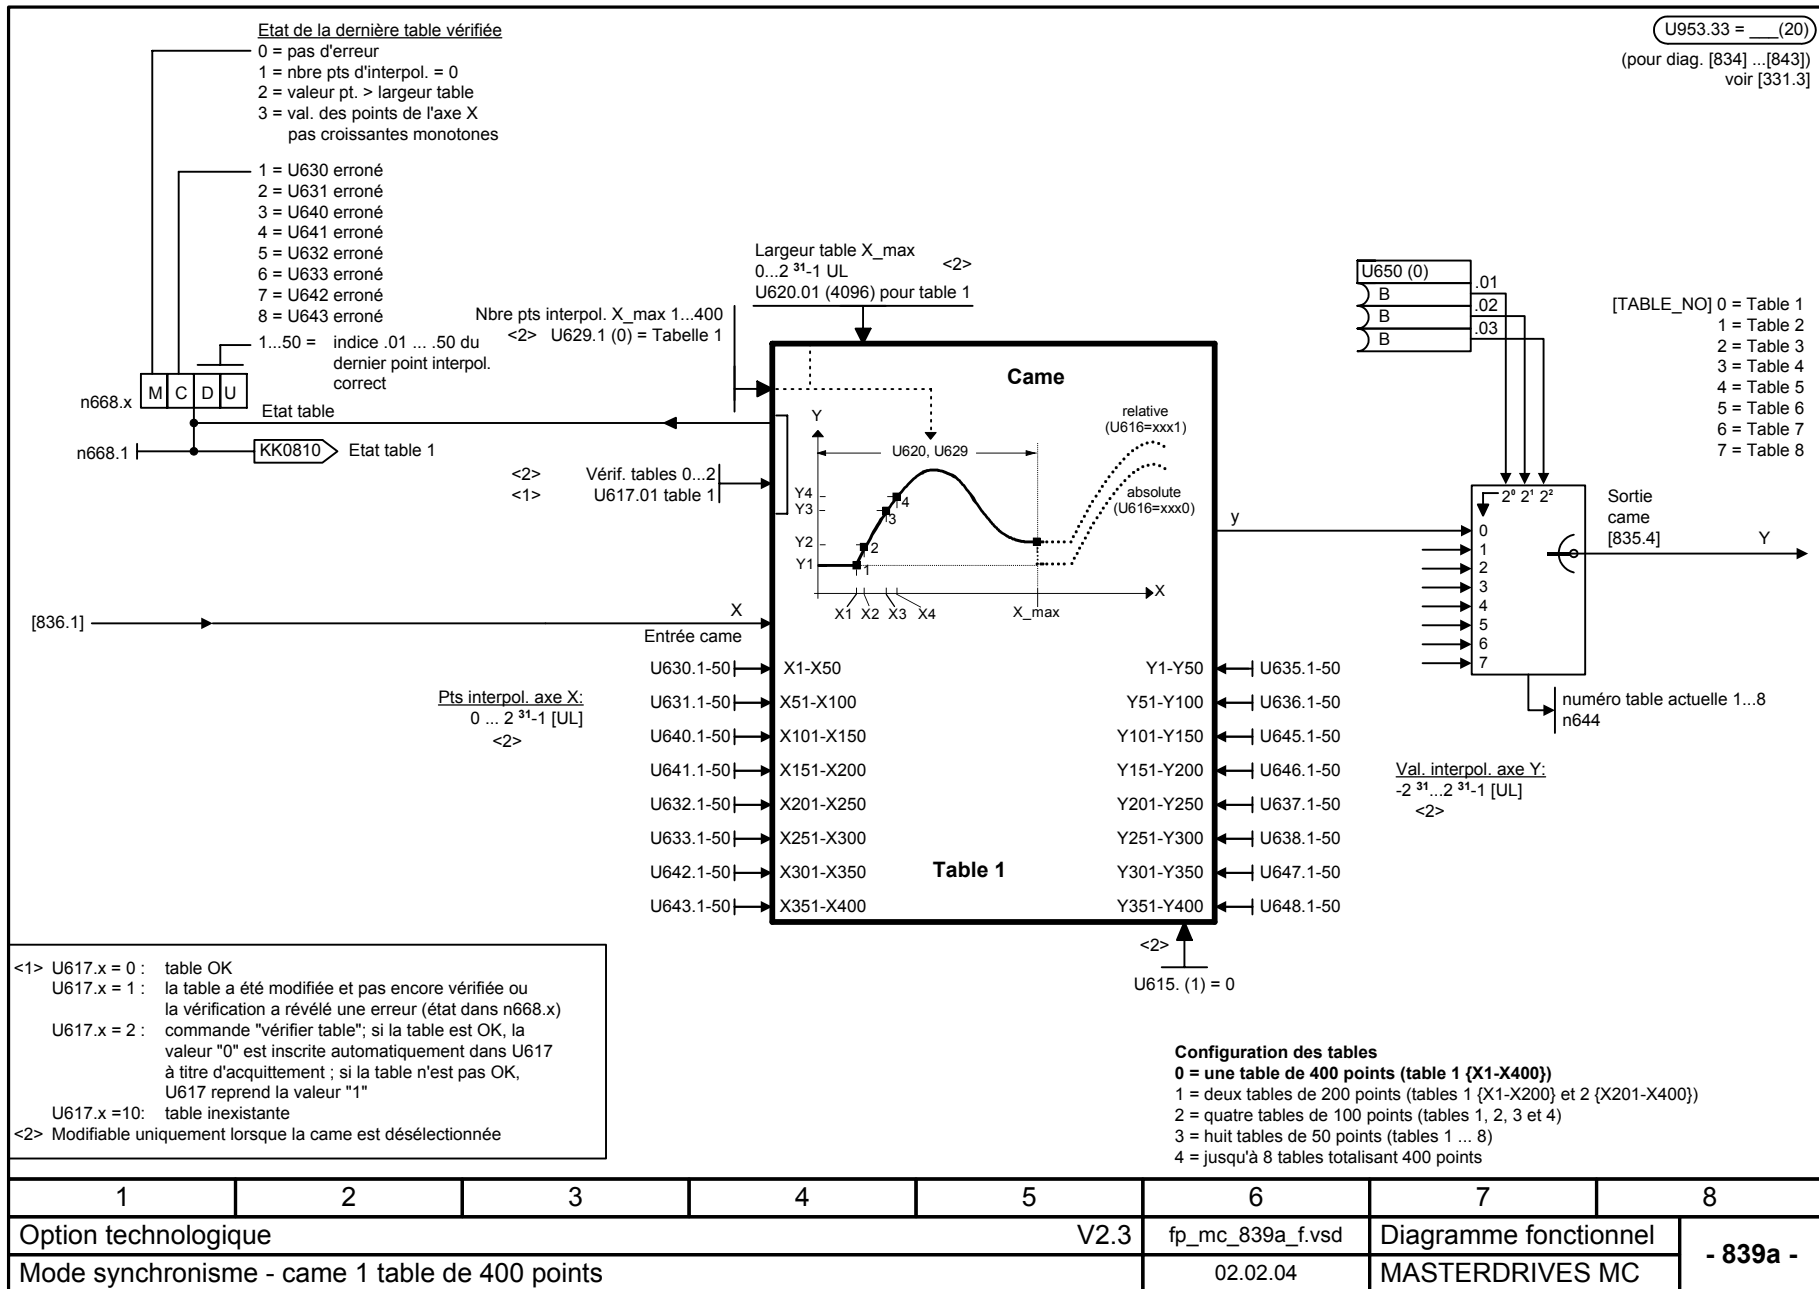 Etat de la dernière table vérifiée
0 = pas d'erreur
1 = nbre pts d'interpol. = 0
2 = valeur pt. > largeur table
3 = val. des points de l'axe X
pas croissantes monotones
1 = U630 erroné
2 = U631 erroné
3 = U640 erroné
4 = U641 erroné
5 = U632 erroné
6 = U633 erroné
7 = U642 erroné
8 = U643 erroné
1...50 = indice .01 ... .50 du
dernier point interpol.
correct
n668.x
M C D U
Etat table
n668.1
KK0810
Etat table 1
U953.33 = ___(20)
(pour diag. [834] ...[843])
voir [331.3]
Largeur table X_max
0...2 ³¹-1 UL <2>
U620.01 (4096) pour table 1
Nbre pts interpol. X_max 1...400
<2> U629.1 (0) = Tabelle 1
<2> Vérif. tables 0...2
<1> U617.01 table 1
Came
Y
U620, U629
relative
(U616=xxx1)
absolute
(U616=xxx0)
Y4
Y3
Y2
Y1
1
2
3
4
X1 X2 X3 X4
X_max
X
[836.1]
X
Entrée came
Pts interpol. axe X:
0 ... 2 ³¹-1 [UL]
<2>
U630.1-50 X1-X50 Y1-Y50 U635.1-50
U631.1-50 X51-X100 Y51-Y100 U636.1-50
U640.1-50 X101-X150 Y101-Y150 U645.1-50
U641.1-50 X151-X200 Y151-Y200 U646.1-50
U632.1-50 X201-X250 Y201-Y250 U637.1-50
U633.1-50 X251-X300 Y251-Y300 U638.1-50
U642.1-50 X301-X350 Table 1 Y301-Y350 U647.1-50
U643.1-50 X351-X400 Y351-Y400 U648.1-50
<2>
U615. (1) = 0
y
U650 (0)
B .01
B .02
B .03
[TABLE_NO] 0 = Table 1
1 = Table 2
2 = Table 3
3 = Table 4
4 = Table 5
5 = Table 6
6 = Table 7
7 = Table 8
2⁰ 2¹ 2²
0
1
2
3
4
5
6
7
Sortie
came
[835.4]
Y
numéro table actuelle 1...8
n644
Val. interpol. axe Y:
-2 ³¹...2 ³¹-1 [UL]
<2>
<1> U617.x = 0 : table OK
U617.x = 1 : la table a été modifiée et pas encore vérifiée ou
la vérification a révélé une erreur (état dans n668.x)
U617.x = 2 : commande "vérifier table"; si la table est OK, la
valeur "0" est inscrite automatiquement dans U617
à titre d'acquittement ; si la table n'est pas OK,
U617 reprend la valeur "1"
U617.x =10: table inexistante
<2> Modifiable uniquement lorsque la came est désélectionnée
Configuration des tables
0 = une table de 400 points (table 1 {X1-X400})
1 = deux tables de 200 points (tables 1 {X1-X200} et 2 {X201-X400})
2 = quatre tables de 100 points (tables 1, 2, 3 et 4)
3 = huit tables de 50 points (tables 1 ... 8)
4 = jusqu'à 8 tables totalisant 400 points
1 2 3 4 5 6 7 8
Option technologique V2.3 fp_mc_839a_f.vsd Diagramme fonctionnel
- 839a -
Mode synchronisme - came 1 table de 400 points 02.02.04 MASTERDRIVES MC